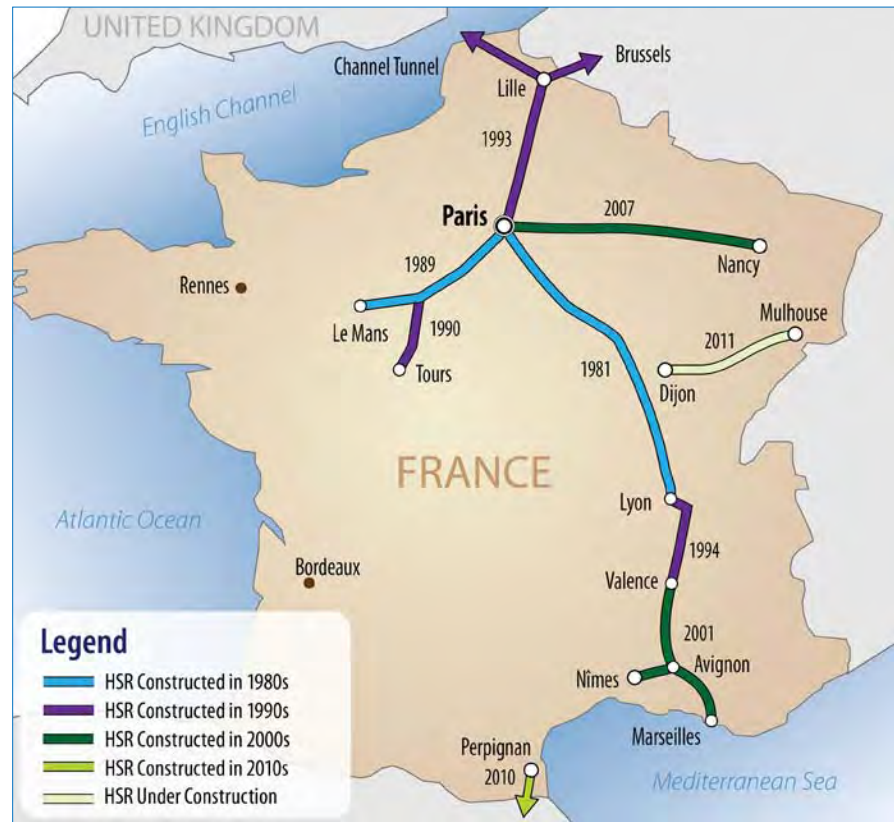 UNITED KINGDOM
Channel Tunnel
Brussels
Lille
English Channel
1993
Paris
2007
Nancy
1989
Rennes
Le Mans
1990
Mulhouse
2011
Tours
1981
Dijon
FRANCE
Lyon
Atlantic Ocean
1994
Bordeaux
Valence
2001
Avignon
Nîmes
Marseilles
Perpignan
2010
Mediterranean Sea
Legend
HSR Constructed in 1980s
HSR Constructed in 1990s
HSR Constructed in 2000s
HSR Constructed in 2010s
HSR Under Construction